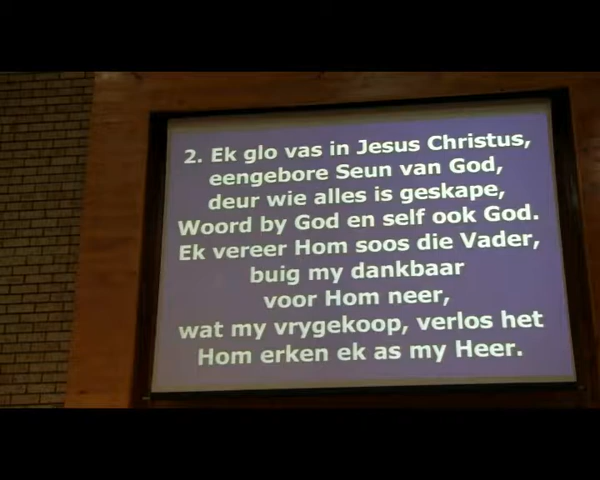 2. Ek glo vas in Jesus Christus,
eengebore Seun van God,
deur wie alles is geskape,
Woord by God en self ook God.
Ek vereer Hom soos die Vader,
buig my dankbaar
voor Hom neer,
wat my vrygekoop, verlos het
Hom erken ek as my Heer.